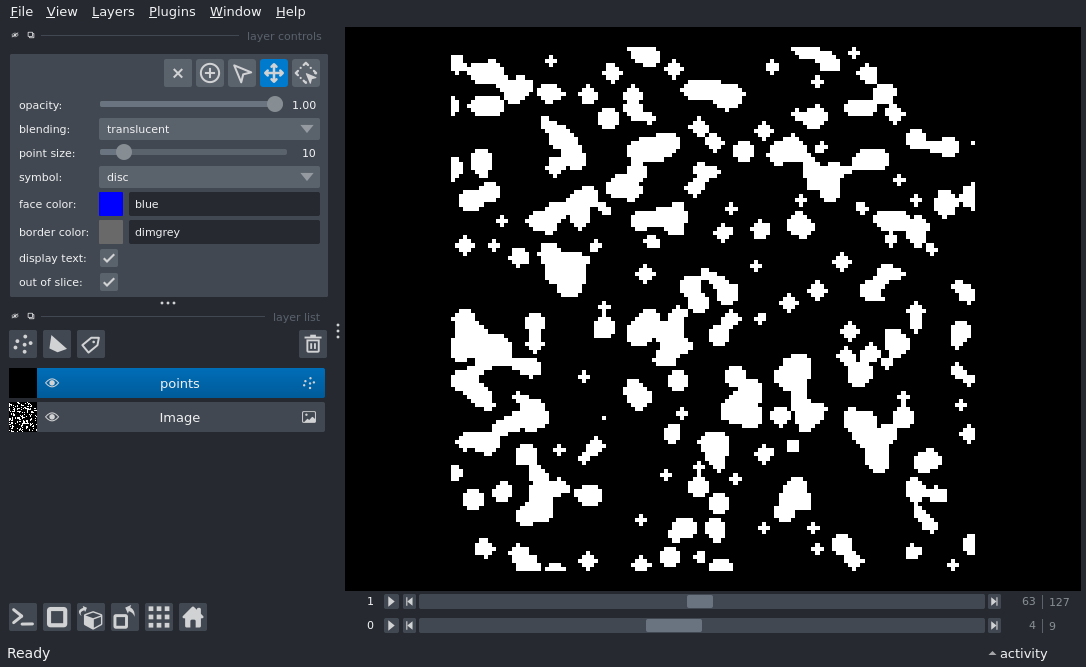 File View Layers Plugins Window Help
layer controls
opacity: 1.00
blending: translucent
point size: 10
symbol: disc
face color: blue
border color: dimgrey
display text:
out of slice:
layer list
points
Image
1 63 127
0 4 9
Ready activity